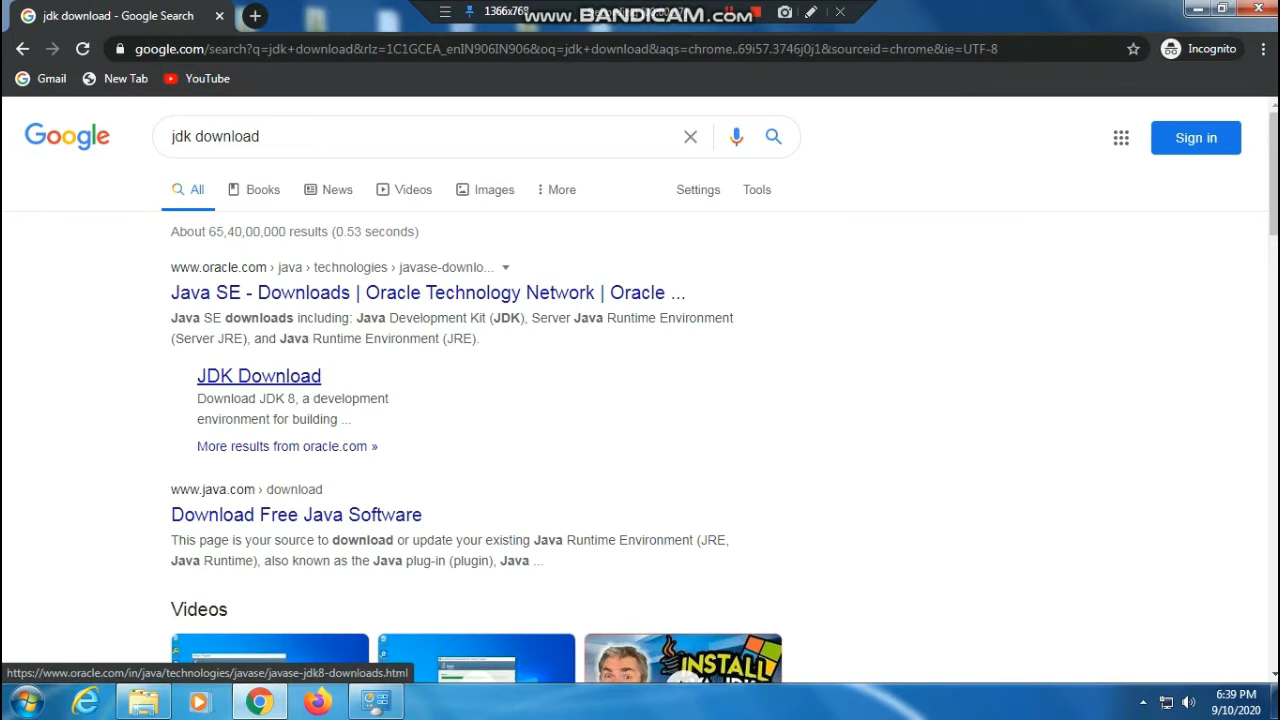 jdk download - Google Search
1366x768
www.BANDICAM.com
google.com/search?q=jdk+download&rlz=1C1GCEA_enIN906IN906&oq=jdk+download&aqs=chrome..69i57.3746j0j1&sourceid=chrome&ie=UTF-8
Incognito
Gmail
New Tab
YouTube
Google
jdk download
Sign in
All
Books
News
Videos
Images
More
Settings
Tools
About 65,40,00,000 results (0.53 seconds)
www.oracle.com › java › technologies › javase-downlo...
Java SE - Downloads | Oracle Technology Network | Oracle ...
Java SE downloads including: Java Development Kit (JDK), Server Java Runtime Environment
(Server JRE), and Java Runtime Environment (JRE).
JDK Download
Download JDK 8, a development
environment for building ...
More results from oracle.com »
www.java.com › download
Download Free Java Software
This page is your source to download or update your existing Java Runtime Environment (JRE,
Java Runtime), also known as the Java plug-in (plugin), Java ...
Videos
INSTALL
https://www.oracle.com/in/java/technologies/javase/javase-jdk8-downloads.html
6:39 PM
9/10/2020